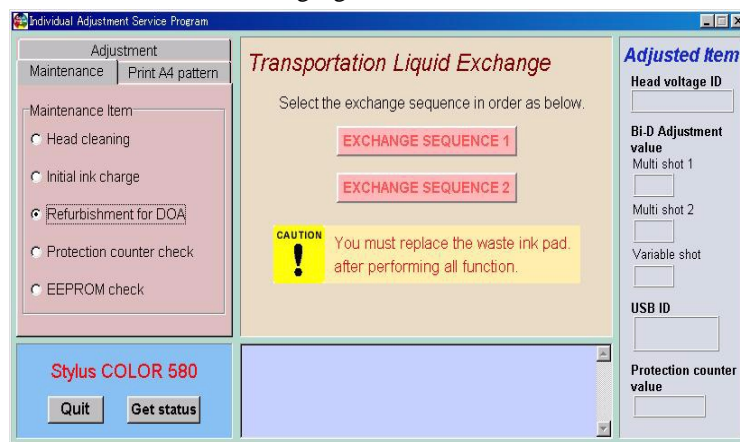 Individual Adjustment Service Program
Adjustment
Maintenance
Print A4 pattern
Maintenance Item
Head cleaning
Initial ink charge
Refurbishment for DOA
Protection counter check
EEPROM check
Transportation Liquid Exchange
Select the exchange sequence in order as below.
EXCHANGE SEQUENCE 1
EXCHANGE SEQUENCE 2
CAUTION
!
You must replace the waste ink pad.
after performing all function.
Adjusted Item
Head voltage ID
Bi-D Adjustment
value
Multi shot 1
Multi shot 2
Variable shot
USB ID
Protection counter
value
Stylus COLOR 580
Quit
Get status